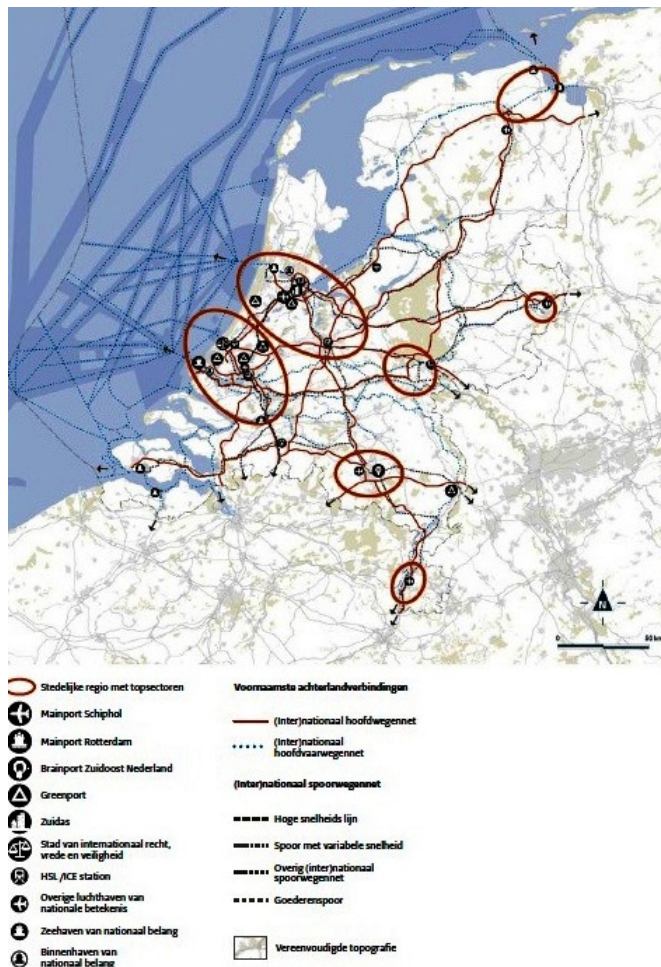 N
0
50 km
Stedelijke regio met topsectoren
Mainport Schiphol
Mainport Rotterdam
Brainport Zuidoost Nederland
Greenport
Zuidas
Stad van internationaal recht,
vrede en veiligheid
HSL /ICE station
Overige luchthaven van
nationale betekenis
Zeehaven van nationaal belang
Binnenhaven van
nationaal belang
Voornaamste achterlandverbindingen
(Inter)nationaal hoofdwegennet
(Inter)nationaal
hoofdvaarwegennet
(Inter)nationaal spoorwegennet
Hoge snelheids lijn
Spoor met variabele snelheid
Overig (inter)nationaal
spoorwegennet
Goederenspoor
Vereenvoudigde topografie